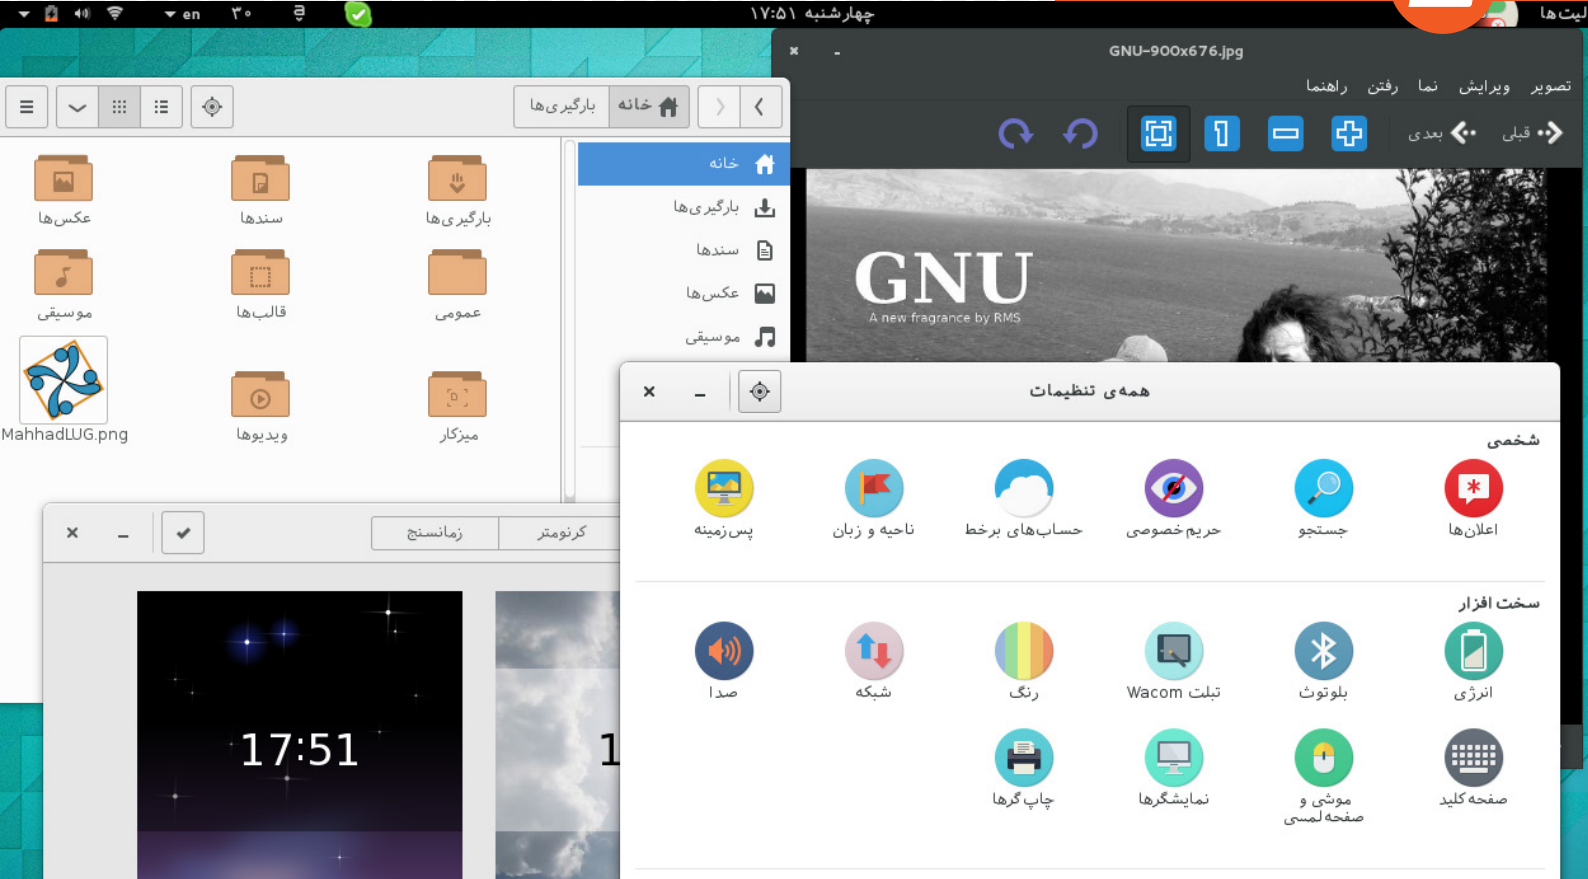 لیت‌ها
چهارشنبه ۱۷:۵۱
۳۰
en
GNU-900x676.jpg
تصویر ویرایش نما رفتن راهنما
قبلی
بعدی
GNU
A new fragrance by RMS
خانه
بارگیری‌ها
خانه
بارگیری‌ها
سندها
عکس‌ها
موسیقی
بارگیری‌ها
سندها
عکس‌ها
عمومی
قالب‌ها
موسیقی
میزکار
ویدیوها
MahhadLUG.png
کرنومتر
زمانسنج
17:51
1
همه‌ی تنظیمات
شخصی
اعلان‌ها
جستجو
حریم‌خصوصی
حساب‌های برخط
ناحیه و زبان
پس‌زمینه
سخت‌افزار
انرژی
بلوتوث
تبلت Wacom
رنگ
شبکه
صدا
صفحه‌کلید
موشی و
صفحه‌لمسی
نمایشگرها
چاپ‌گرها